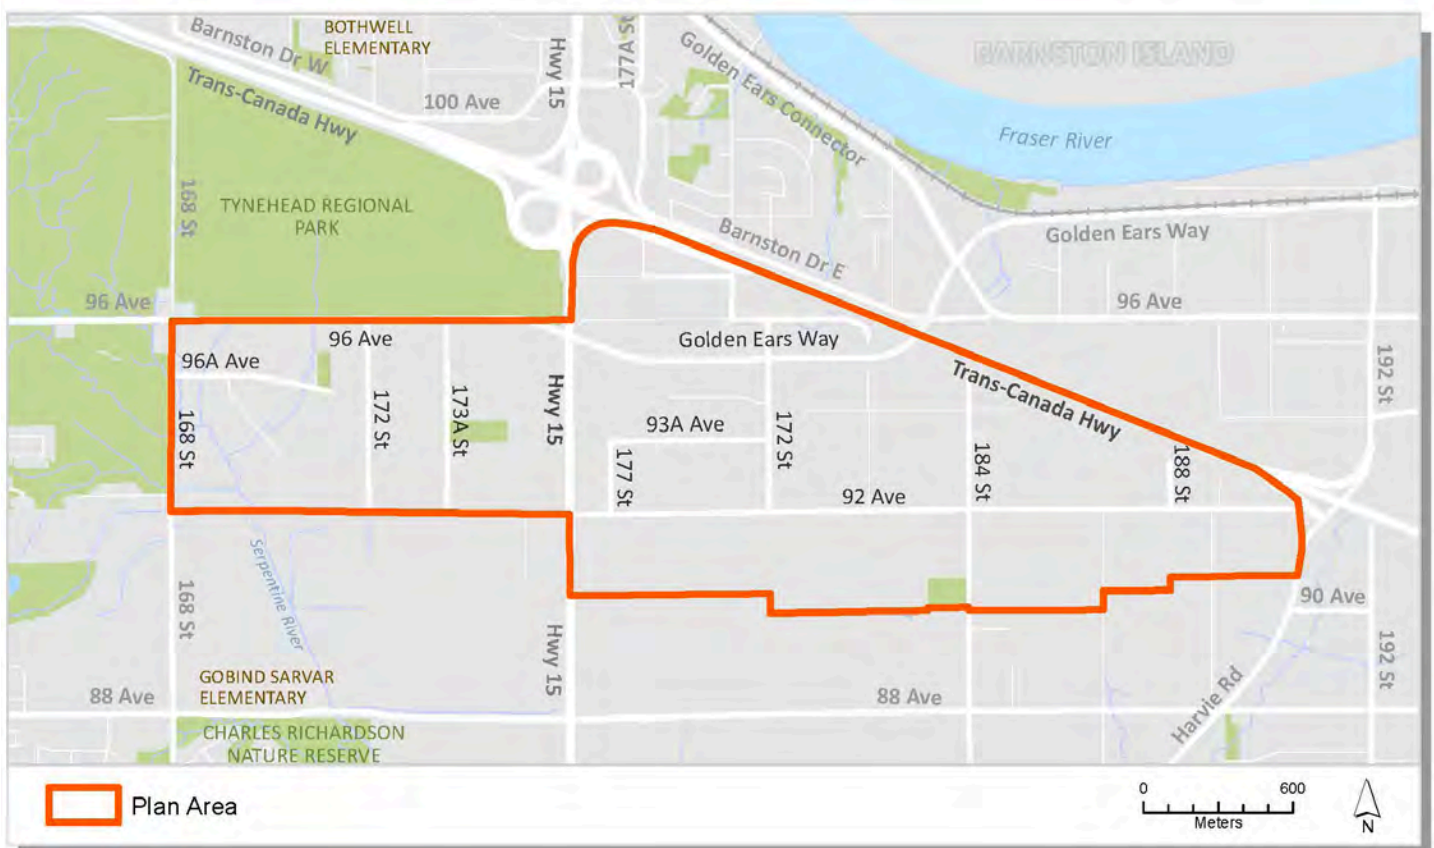 BOTHWELL
ELEMENTARY
Barnston Dr W
Hwy 15
177A St
Golden Ears Connector
BARNSTON ISLAND
Trans-Canada Hwy
100 Ave
Fraser River
168 St
TYNEHEAD REGIONAL
PARK
Barnston Dr E
Golden Ears Way
96 Ave
96 Ave
96 Ave
Golden Ears Way
96A Ave
Trans-Canada Hwy
192 St
168 St
172 St
173A St
Hwy 15
93A Ave
177 St
172 St
184 St
188 St
92 Ave
Serpentine River
168 St
90 Ave
Hwy 15
192 St
GOBIND SARVAR
ELEMENTARY
88 Ave
88 Ave
Harvie Rd
CHARLES RICHARDSON
NATURE RESERVE
Plan Area
0 600
Meters
N